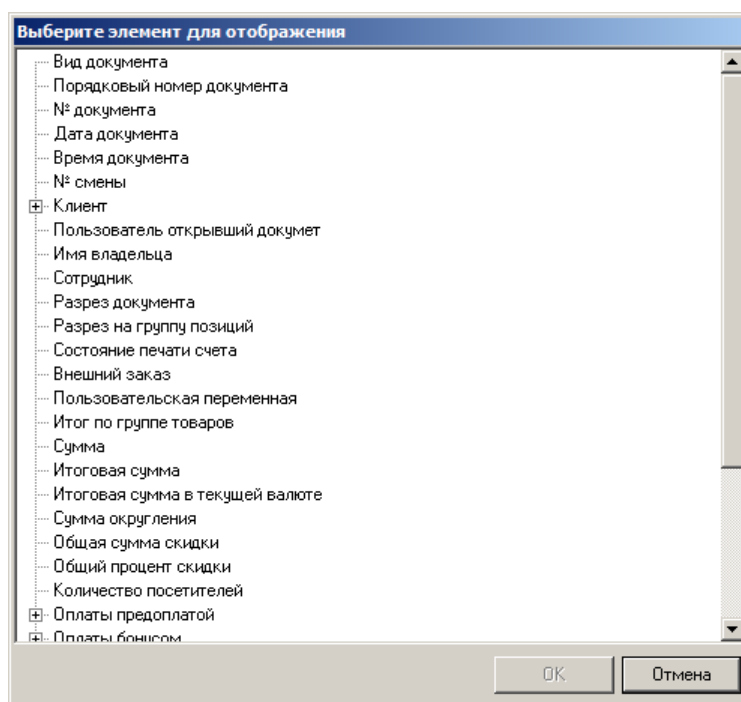 Выберите элемент для отображения
Вид документа
Порядковый номер документа
№ документа
Дата документа
Время документа
№ смены
Клиент
Пользователь открывший докумет
Имя владельца
Сотрудник
Разрез документа
Разрез на группу позиций
Состояние печати счета
Внешний заказ
Пользовательская переменная
Итог по группе товаров
Сумма
Итоговая сумма
Итоговая сумма в текущей валюте
Сумма округления
Общая сумма скидки
Общий процент скидки
Количество посетителей
Оплаты предоплатой
Оплаты бонусом
OK
Отмена